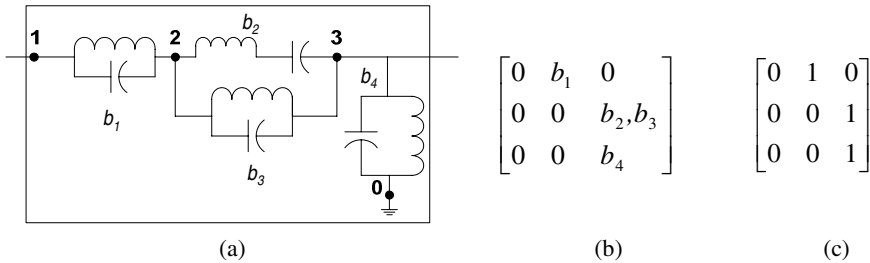 1 2 b₂ 3
b₁ b₃ b₄ 0
[0 b₁ 0]
[0 0 b₂,b₃]
[0 0 b₄]
[0 1 0]
[0 0 1]
[0 0 1]
(a) (b) (c)